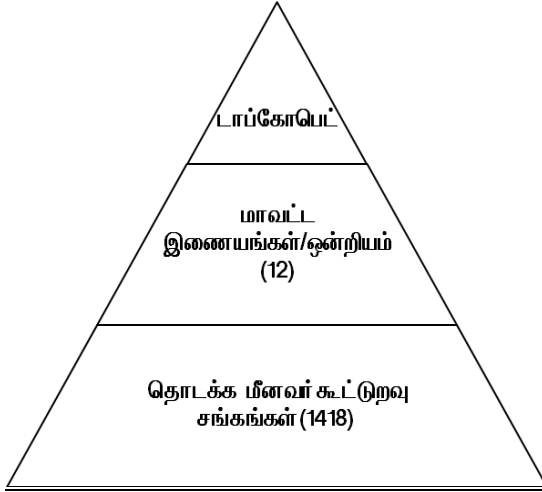 டாப்கோபெட்
மாவட்ட
இணையங்கள்/ஒன்றியம்
(12)
தொடக்க மீனவர் கூட்டுறவு
சங்கங்கள் (1418)